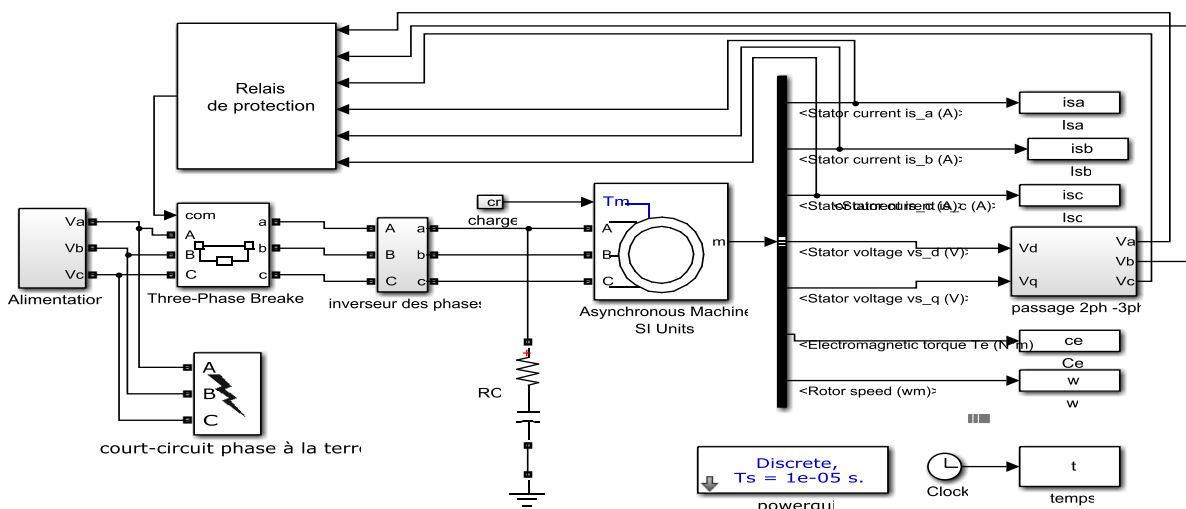 Relais
de protection
com
A
B
C
a
b
c
Three-Phase Breake
Va
Vb
Vc
Alimentation
A
B
C
a
b
c
inverseur des phases
cr
charge
Tm
A
B
C
m
Asynchronous Machine
SI Units
<Stator current is_a (A)>
<Stator current is_b (A)>
<Stator voltage vs_d (V)>
<Stator voltage vs_q (V)>
<Electromagnetic torque Te (N*m)
<Rotor speed (wm)>
isa
Isa
isb
Isb
isc
Isc
Vd
Vq
Va
Vb
Vc
passage 2ph -3ph
ce
Ce
w
w
A
B
C
court-circuit phase à la terre
RC
Discrete,
Ts = 1e-05 s.
powergui
Clock
t
temps